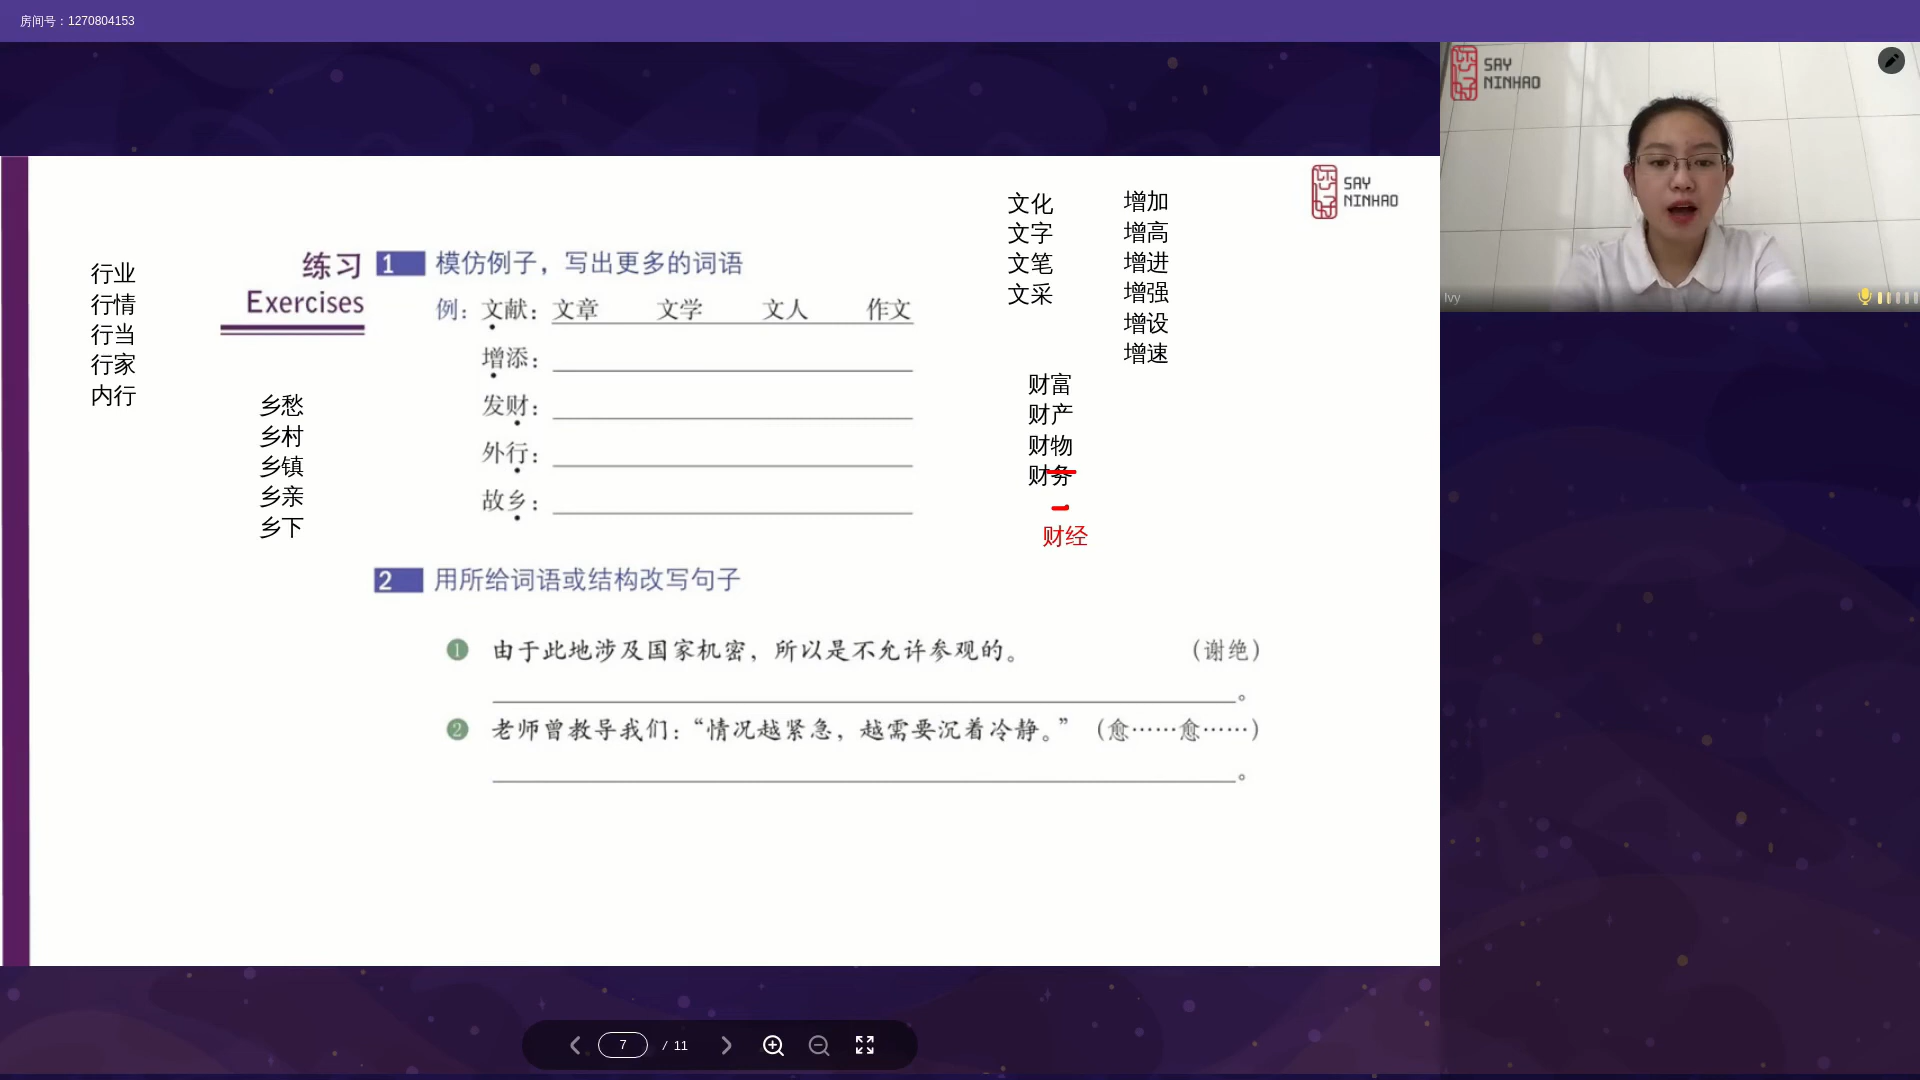 房间号：1270804153
SAY
NINHAO
Ivy
SAY
NINHAO
文化
文字
文笔
文采
增加
增高
增进
增强
增设
增速
行业
行情
行当
行家
内行
练习
Exercises
1 模仿例子，写出更多的词语
例：文献：文章 文学 文人 作文
增添：
发财：
外行：
故乡：
乡愁
乡村
乡镇
乡亲
乡下
财富
财产
财物
财务
财经
2 用所给词语或结构改写句子
1 由于此地涉及国家机密，所以是不允许参观的。 （谢绝）
。
2 老师曾教导我们：“情况越紧急，越需要沉着冷静。” （愈……愈……）
。
7 / 11